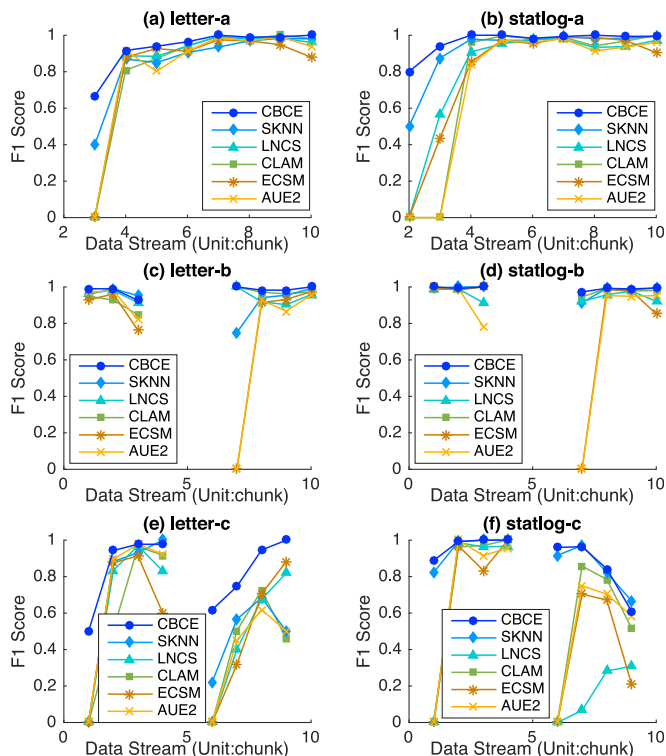 (a) letter-a
F1 Score
1
0.8
0.6
0.4
0.2
0
CBCE
SKNN
LNCS
CLAM
ECSM
AUE2
2 4 6 8 10
Data Stream (Unit:chunk)
(b) statlog-a
F1 Score
1
0.8
0.6
0.4
0.2
0
CBCE
SKNN
LNCS
CLAM
ECSM
AUE2
2 4 6 8 10
Data Stream (Unit:chunk)
(c) letter-b
F1 Score
1
0.8
0.6
0.4
0.2
0
CBCE
SKNN
LNCS
CLAM
ECSM
AUE2
0 5 10
Data Stream (Unit:chunk)
(d) statlog-b
F1 Score
1
0.8
0.6
0.4
0.2
0
CBCE
SKNN
LNCS
CLAM
ECSM
AUE2
0 5 10
Data Stream (Unit:chunk)
(e) letter-c
F1 Score
1
0.8
0.6
0.4
0.2
0
CBCE
SKNN
LNCS
CLAM
ECSM
AUE2
0 5 10
Data Stream (Unit:chunk)
(f) statlog-c
F1 Score
1
0.8
0.6
0.4
0.2
0
CBCE
SKNN
LNCS
CLAM
ECSM
AUE2
0 5 10
Data Stream (Unit:chunk)